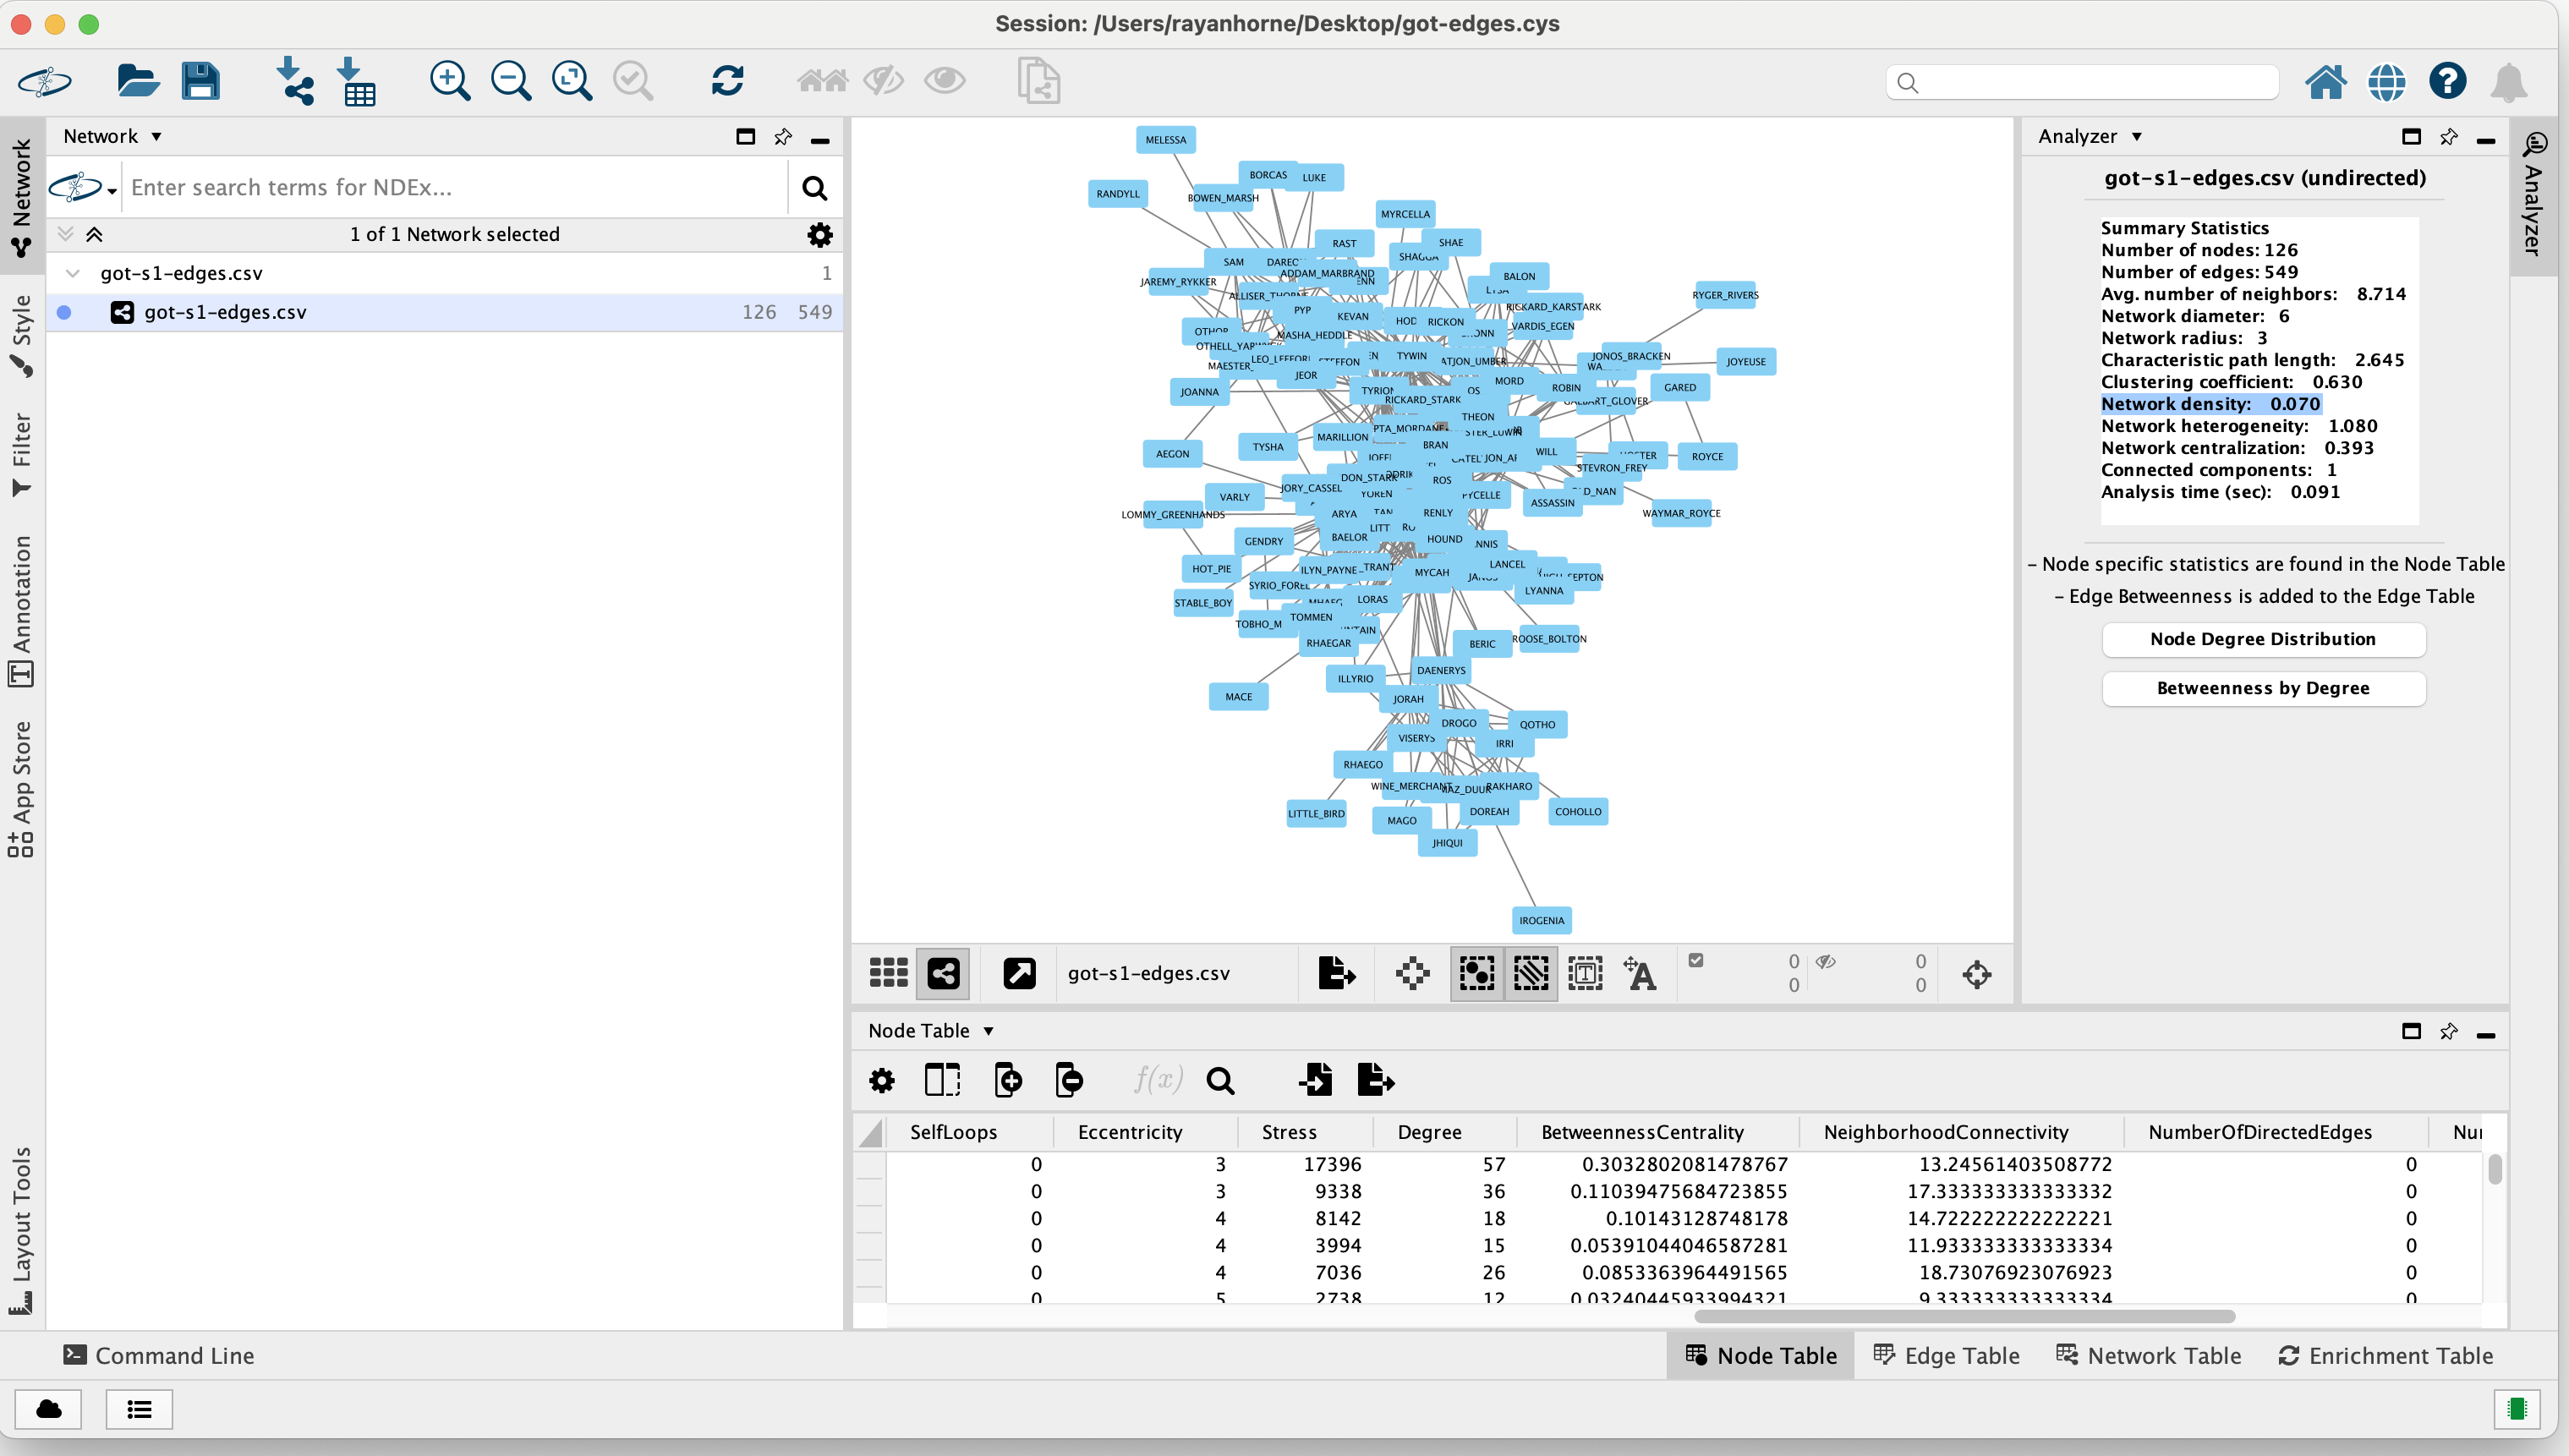 Session: /Users/rayanhorne/Desktop/got-edges.cys
Network
Style
Filter
Annotation
App Store
Layout Tools
Network
Enter search terms for NDEx...
1 of 1 Network selected
got-s1-edges.csv 1
got-s1-edges.csv 126 549
MELESSA
BORCAS
LUKE
RANDYLL
BOWEN_MARSH
MYRCELLA
RAST
SHAE
SHAGGA
SAM
ADDAM_MARBRAND
JAREMY_RYKKER
BALON
RYGER_RIVERS
RICKARD_KARSTARK
PYP
KEVAN
RICKON
VARDIS_EGEN
MASHA_HEDDLE
TYWIN
JONOS_BRACKEN
JOYEUSE
JEOR
MORD
ROBIN
GARED
JOANNA
RICKARD_STARK
THEON
MARILLION
BRAN
TYSHA
AEGON
WILL
ROYCE
STEVRON_FREY
ROS
JORY_CASSEL
VARLY
YOREN
PYCELLE
ASSASSIN
LOMMY_GREENHANDS
ARYA
RENLY
WAYMAR_ROYCE
BAELOR
GENDRY
HOUND
HOT_PIE
ILYN_PAYNE
MYCAH
LANCEL
LYANNA
STABLE_BOY
LORAS
TOMMEN
RHAEGAR
BERIC
ROOSE_BOLTON
DAENERYS
ILLYRIO
MACE
JORAH
DROGO
QOTHO
VISERYS
IRRI
RHAEGO
WINE_MERCHANT
RAKHARO
LITTLE_BIRD
MAGO
DOREAH
COHOLLO
JHIQUI
IROGENIA
got-s1-edges.csv
0 0
0 0
Analyzer
Analyzer
got-s1-edges.csv (undirected)
Summary Statistics
Number of nodes: 126
Number of edges: 549
Avg. number of neighbors: 8.714
Network diameter: 6
Network radius: 3
Characteristic path length: 2.645
Clustering coefficient: 0.630
Network density: 0.070
Network heterogeneity: 1.080
Network centralization: 0.393
Connected components: 1
Analysis time (sec): 0.091
- Node specific statistics are found in the Node Table
- Edge Betweenness is added to the Edge Table
Node Degree Distribution
Betweenness by Degree
Node Table
f(x)
SelfLoops Eccentricity Stress Degree BetweennessCentrality NeighborhoodConnectivity NumberOfDirectedEdges
0 3 17396 57 0.3032802081478767 13.24561403508772 0
0 3 9338 36 0.11039475684723855 17.333333333333332 0
0 4 8142 18 0.10143128748178 14.722222222222221 0
0 4 3994 15 0.05391044046587281 11.933333333333334 0
0 4 7036 26 0.0853363964491565 18.73076923076923 0
0 5 2738 12 0.03240445933994321 9.333333333333334 0
Command Line
Node Table Edge Table Network Table Enrichment Table